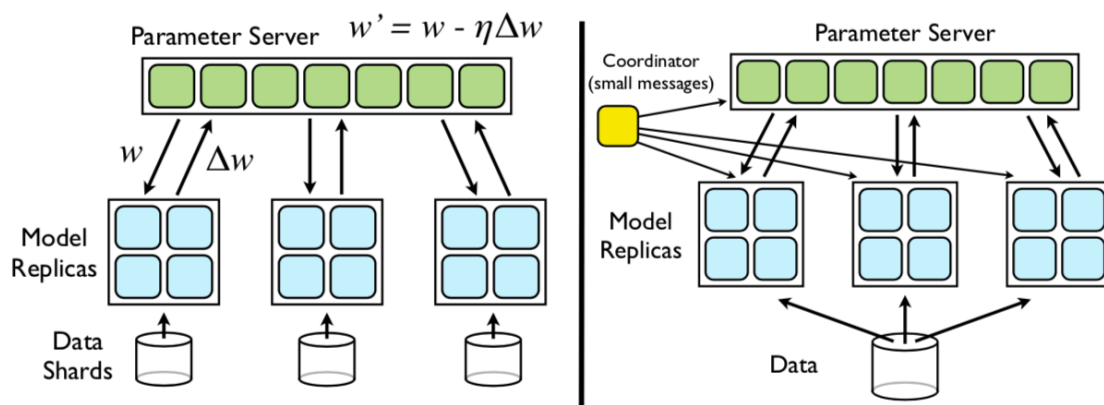 Parameter Server
w' = w - ηΔw
w
Δw
Model
Replicas
Data
Shards
Parameter Server
Coordinator
(small messages)
Model
Replicas
Data